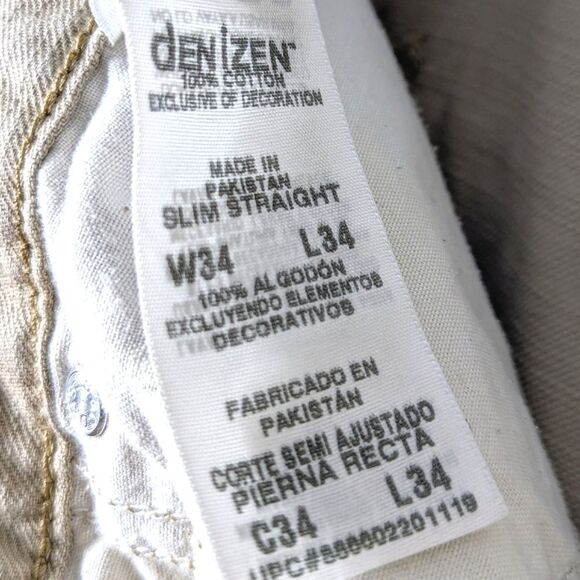 denizen™
100% COTTON
EXCLUSIVE OF DECORATION
MADE IN
PAKISTAN
SLIM STRAIGHT
W34 L34
100% ALGODÓN
EXCLUYENDO ELEMENTOS
DECORATIVOS
FABRICADO EN
PAKISTÁN
CORTE SEMI AJUSTADO
PIERNA RECTA
C34 L34